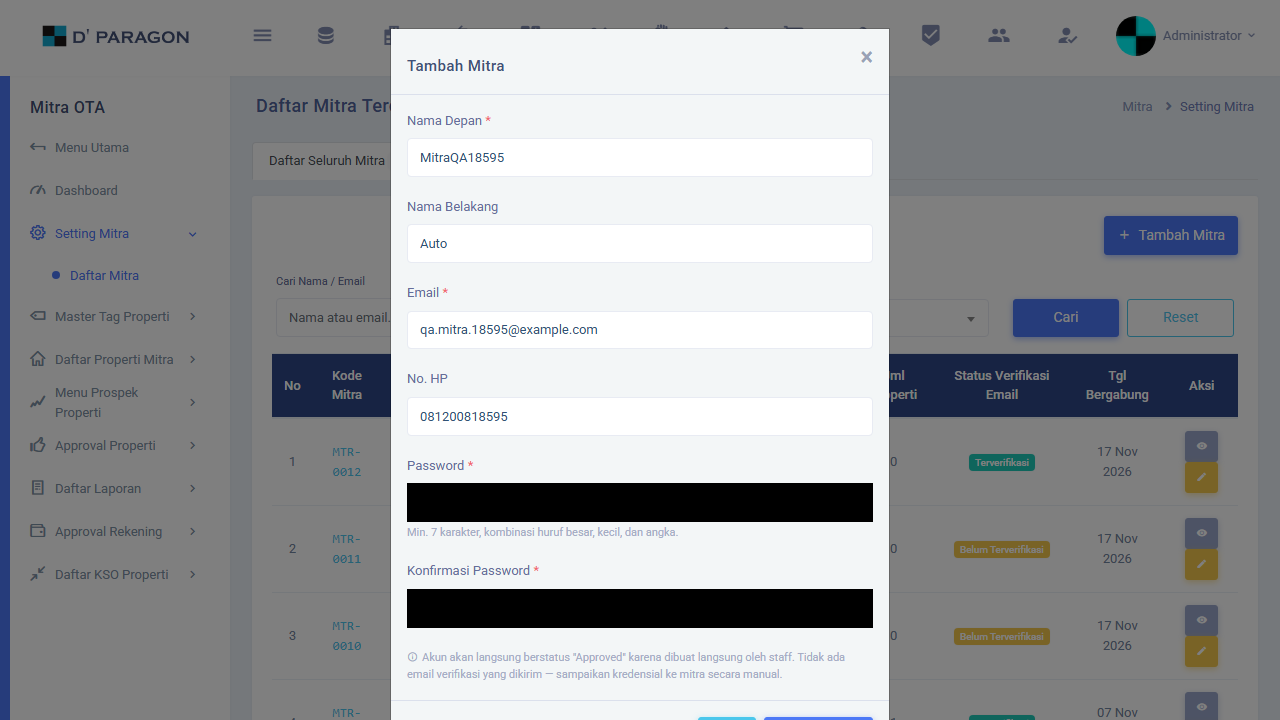 D' PARAGON
Administrator
Tambah Mitra
×
Mitra OTA
Menu Utama
Dashboard
Setting Mitra
Daftar Mitra
Master Tag Properti
Daftar Properti Mitra
Menu Prospek
Properti
Approval Properti
Daftar Laporan
Approval Rekening
Daftar KSO Properti
Daftar Mitra
Mitra > Setting Mitra
Daftar Seluruh Mitra
+ Tambah Mitra
Cari Nama / Email
Nama atau email.
Cari
Reset
Nama Depan *
MitraQA18595
Nama Belakang
Auto
Email *
qa.mitra.18595@example.com
No. HP
081200818595
Password *
Min. 7 karakter, kombinasi huruf besar, kecil, dan angka.
Konfirmasi Password *
Akun akan langsung berstatus "Approved" karena dibuat langsung oleh staff. Tidak ada
email verifikasi yang dikirim — sampaikan kredensial ke mitra secara manual.
No
Kode
Mitra
Status Verifikasi
Email
Tgl
Bergabung
Aksi
1
MTR-
0012
0
Terverifikasi
17 Nov
2026
2
MTR-
0011
0
Belum Terverifikasi
17 Nov
2026
3
MTR-
0010
0
Belum Terverifikasi
17 Nov
2026
MTR-
07 Nov